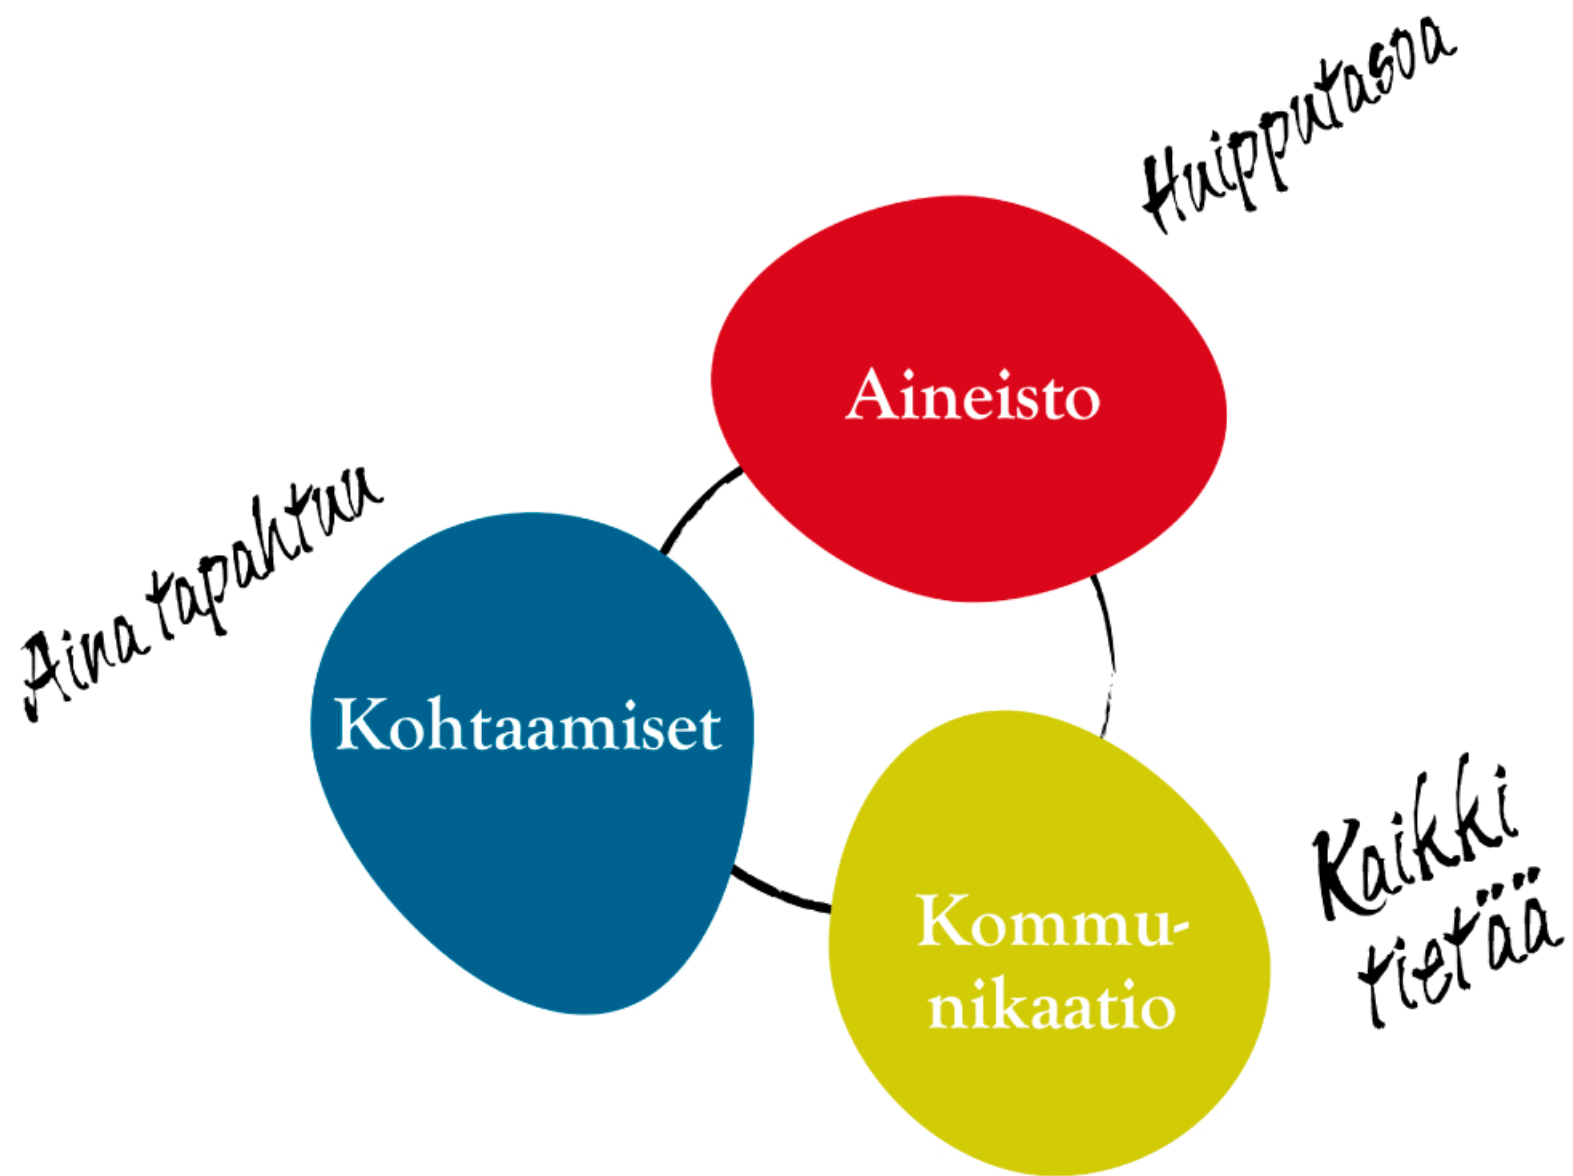 Huipputasoa
Aineisto
Aina tapahtuu
Kohtaamiset
Kaikki
tietää
Kommu-
nikaatio